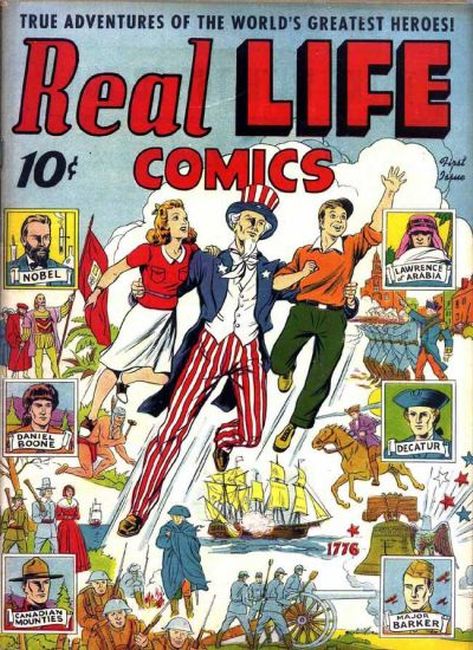 TRUE ADVENTURES OF THE WORLD'S GREATEST HEROES!
Real LIFE
COMICS
10¢
First
Issue
NOBEL
LAWRENCE
of ARABIA
DANIEL
BOONE
DECATUR
1776
CANADIAN
MOUNTIES
MAJOR
BARKER